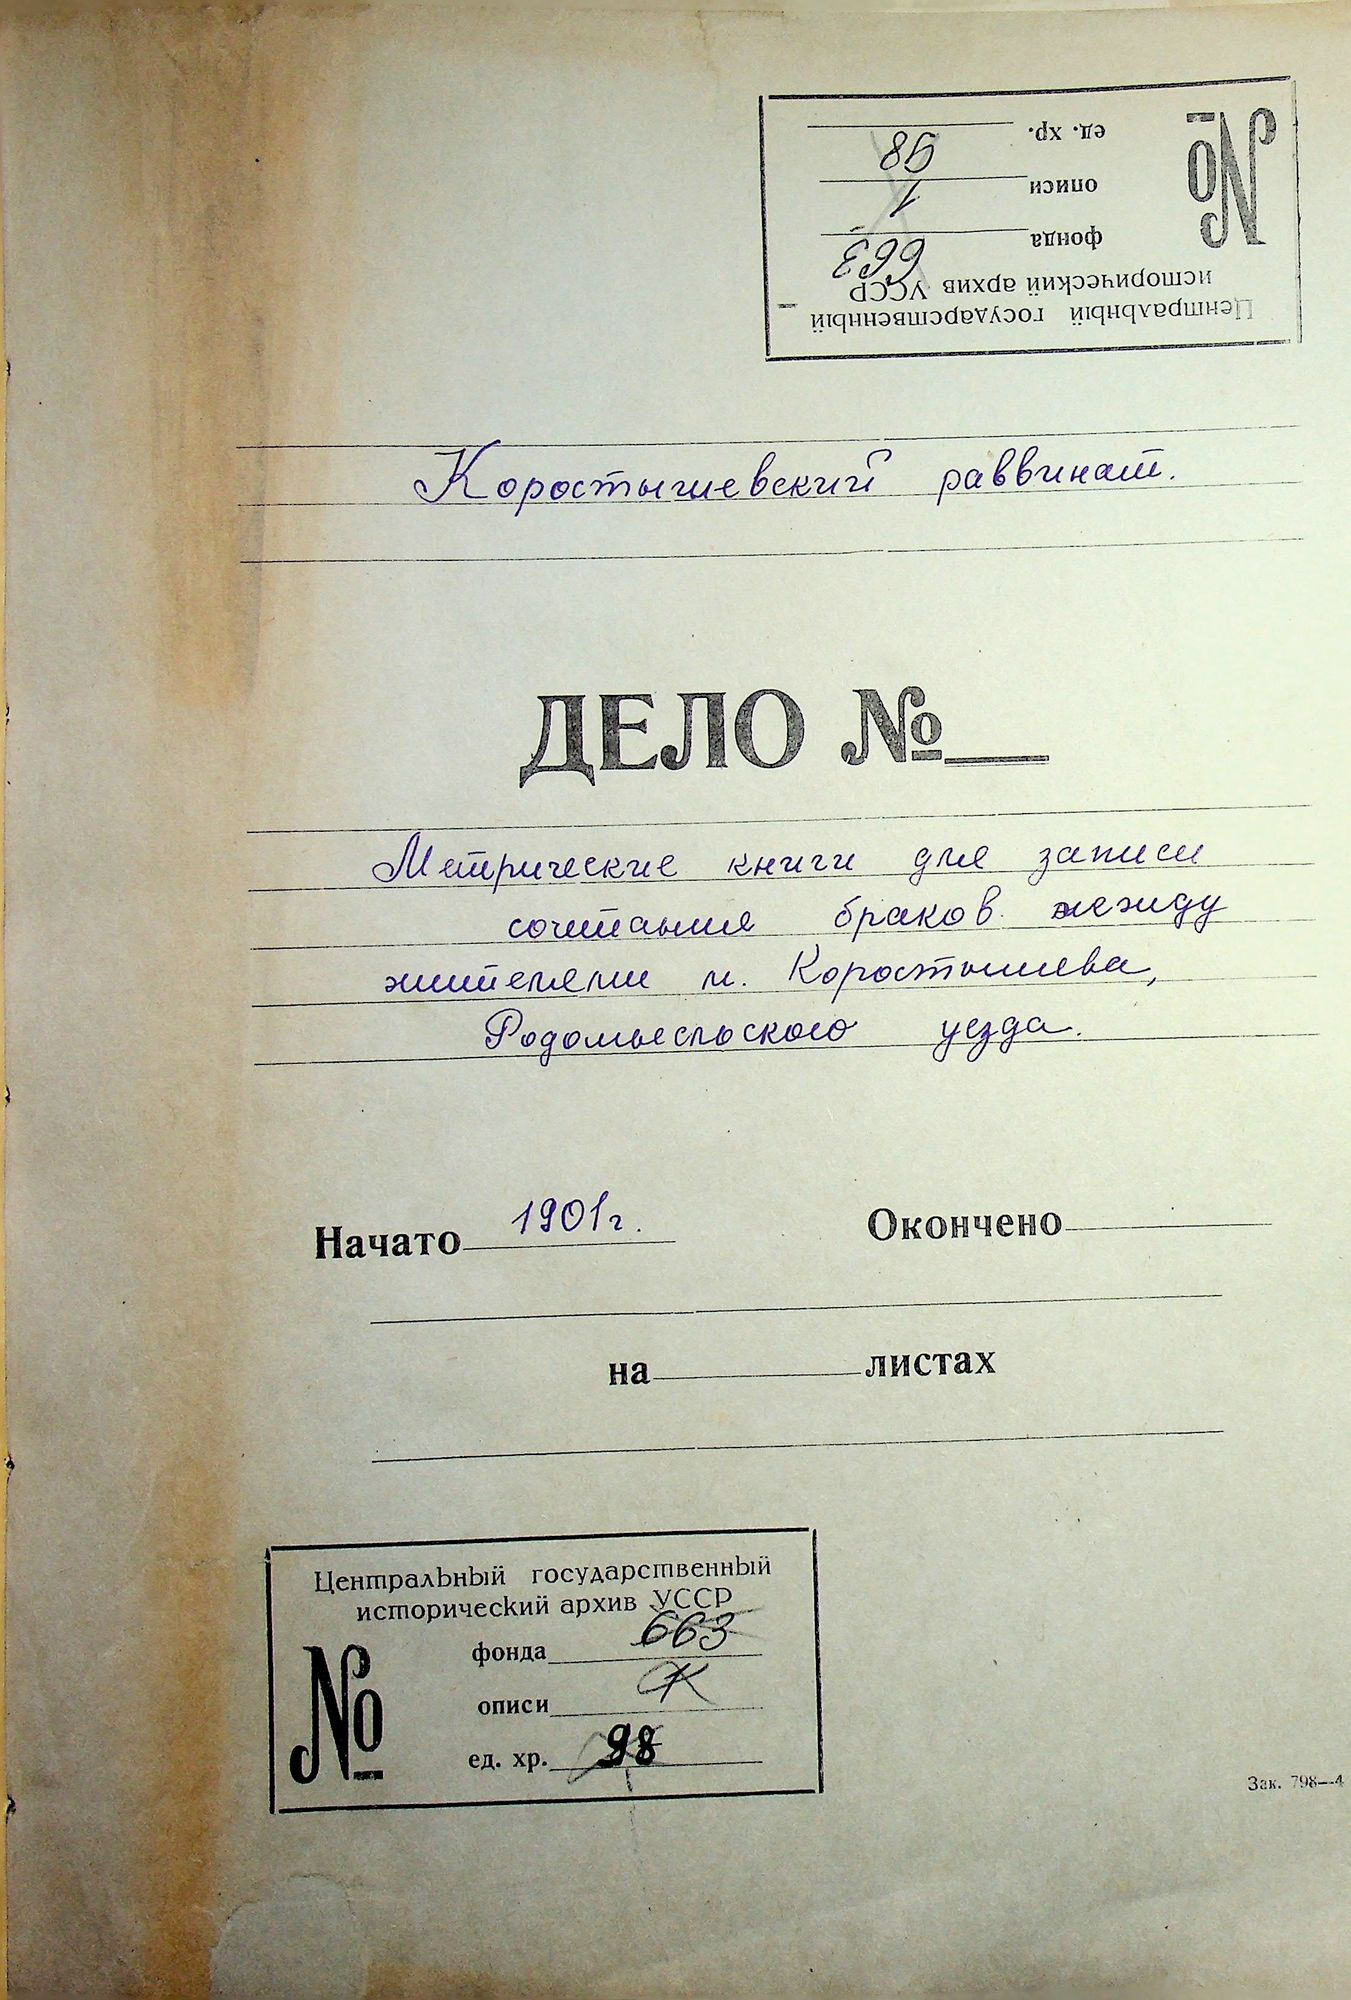 Центральный государственный
исторический архив УССР
фонда 663
описи 1
ед. хр. 98
№
Коростышевский раввинат.
ДЕЛО №
Метрические книги для записи
сочетания браков между
жителями м. Коростышева,
Родомысльского уезда.
Начато 1901 г. Окончено
на листах
Центральный государственный
исторический архив УССР
№
фонда 663
описи
ед. хр. 98
Зак. 798—4